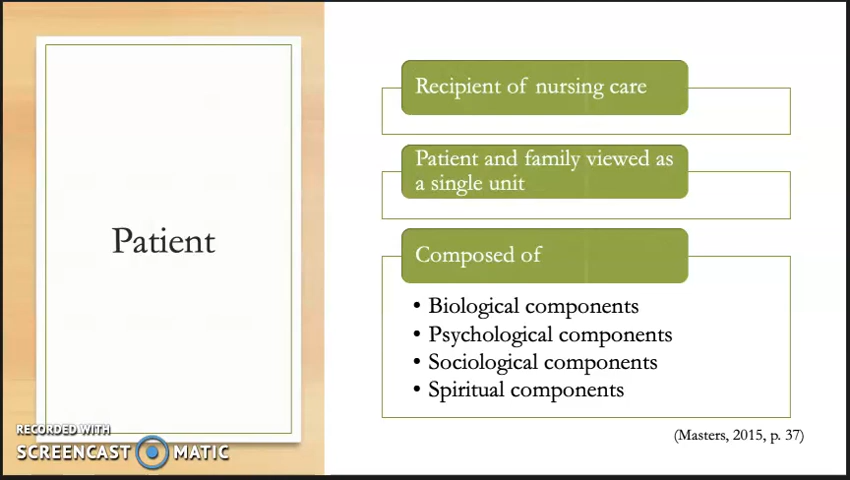 Patient
Recipient of nursing care
Patient and family viewed as
a single unit
Composed of
• Biological components
• Psychological components
• Sociological components
• Spiritual components
(Masters, 2015, p. 37)
RECORDED WITH
SCREENCAST MATIC